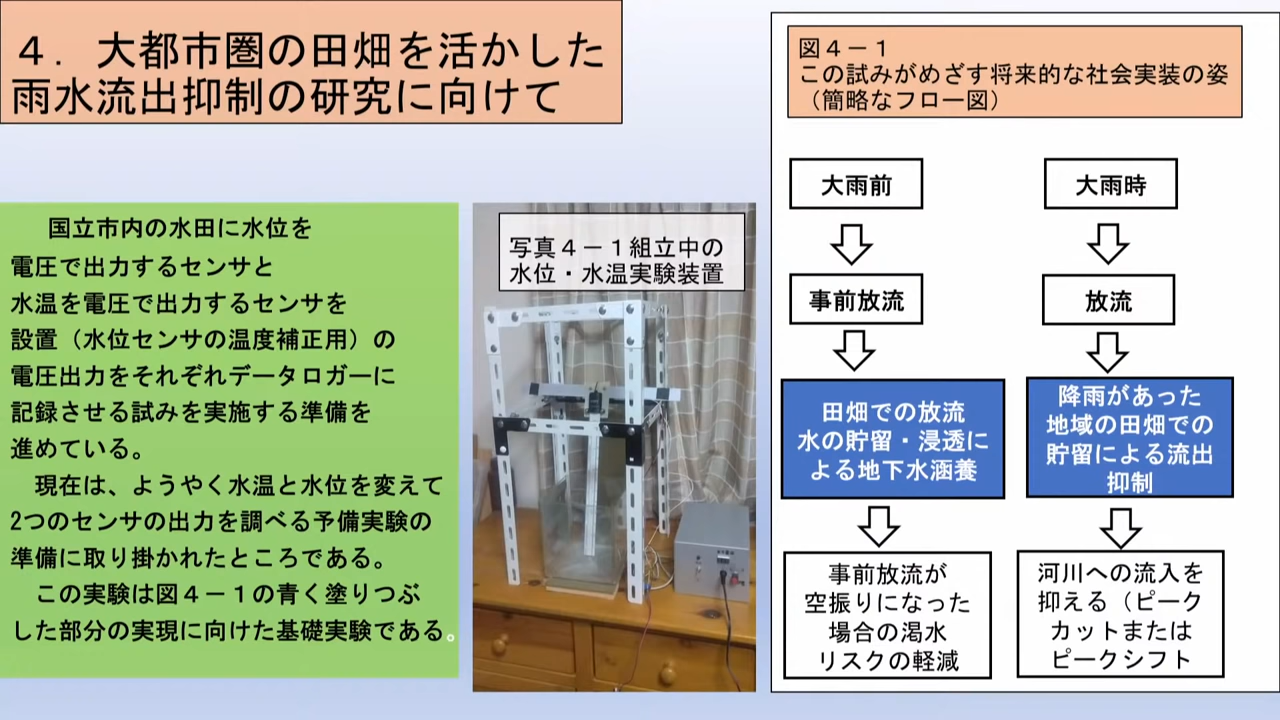 ４．大都市圏の田畑を活かした
雨水流出抑制の研究に向けて
国立市内の水田に水位を
電圧で出力するセンサと
水温を電圧で出力するセンサを
設置（水位センサの温度補正用）の
電圧出力をそれぞれデータロガーに
記録させる試みを実施する準備を
進めている。
現在は、ようやく水温と水位を変えて
2つのセンサの出力を調べる予備実験の
準備に取り掛かれたところである。
この実験は図４－１の青く塗りつぶ
した部分の実現に向けた基礎実験である。
写真４－１組立中の
水位・水温実験装置
図４－１
この試みがめざす将来的な社会実装の姿
（簡略なフロー図）
大雨前
事前放流
田畑での放流
水の貯留・浸透に
よる地下水涵養
事前放流が
空振りになった
場合の渇水
リスクの軽減
大雨時
放流
降雨があった
地域の田畑での
貯留による流出
抑制
河川への流入を
抑える（ピーク
カットまたは
ピークシフト